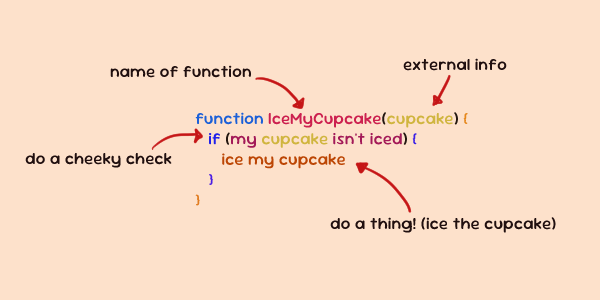 name of function
external info
function IceMyCupcake(cupcake) {
if (my cupcake isn't iced) {
do a cheeky check
ice my cupcake
}
}
do a thing! (ice the cupcake)